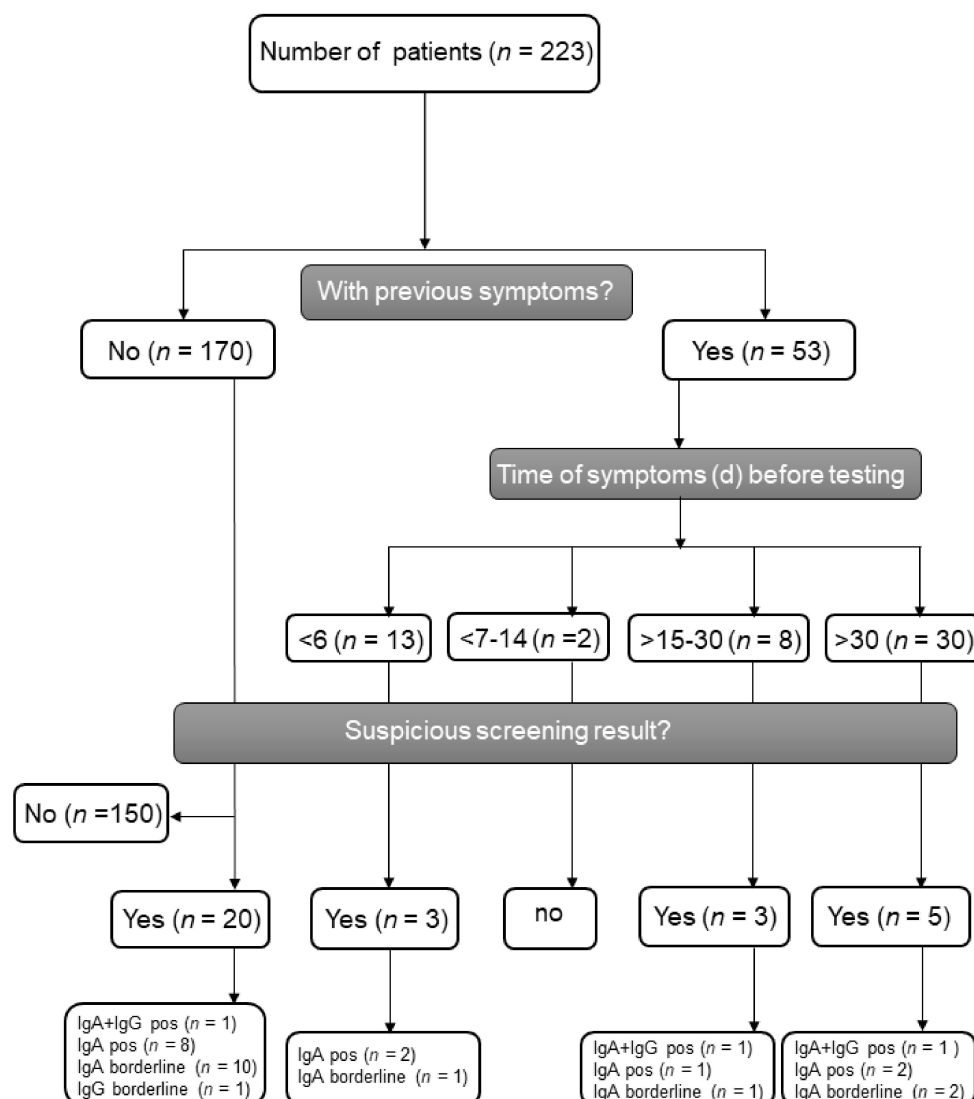 Number of patients (n = 223)
With previous symptoms?
No (n = 170)
Yes (n = 53)
Time of symptoms (d) before testing
<6 (n = 13)
<7-14 (n =2)
>15-30 (n = 8)
>30 (n = 30)
Suspicious screening result?
No (n =150)
Yes (n = 20)
Yes (n = 3)
no
Yes (n = 3)
Yes (n = 5)
IgA+IgG pos (n = 1)
IgA pos (n = 8)
IgA borderline (n = 10)
IgG borderline (n = 1)
IgA pos (n = 2)
IgA borderline (n = 1)
IgA+IgG pos (n = 1)
IgA pos (n = 1)
IgA borderline (n = 1)
IgA+IgG pos (n = 1 )
IgA pos (n = 2)
IgA borderline (n = 2)